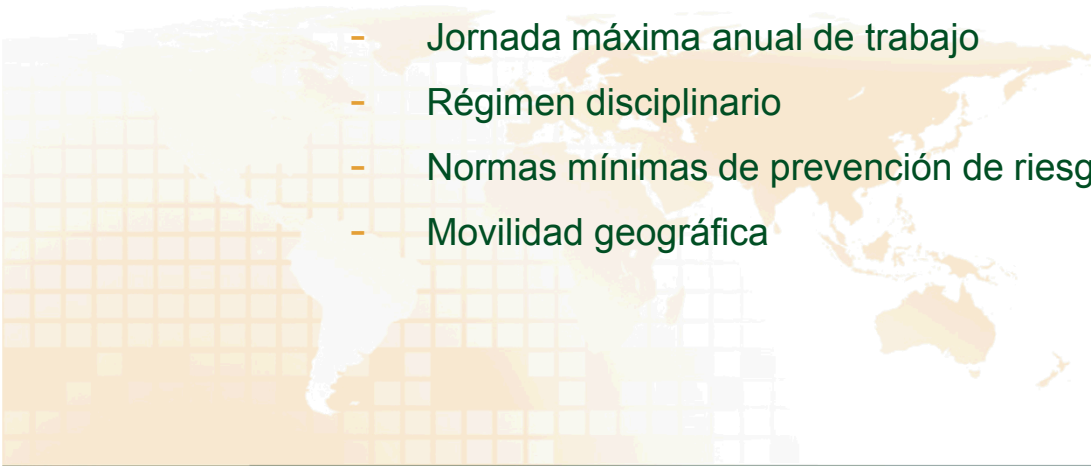 - Jornada máxima anual de trabajo
- Régimen disciplinario
- Normas mínimas de prevención de riesg
- Movilidad geográfica